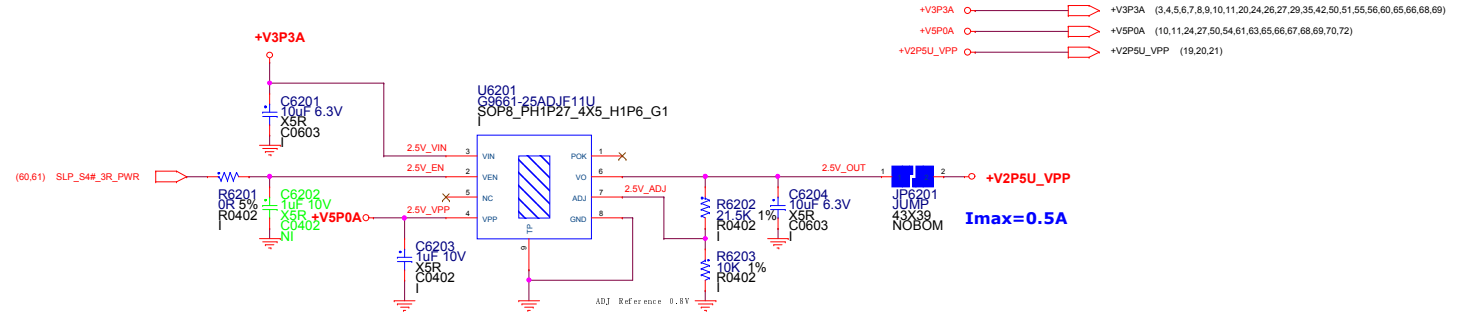 +V3P3A +V3P3A (3,4,5,6,7,8,9,10,11,20,24,26,27,29,35,42,50,51,55,56,60,65,66,68,69)
+V5P0A +V5P0A (10,11,24,27,50,54,61,63,65,66,67,68,69,70,72)
+V2P5U_VPP +V2P5U_VPP (19,20,21)
+V3P3A
C6201
10uF 6.3V
X5R
C0603
I
U6201
G9661-25ADJF11U
SOP8_PH1P27_4X5_H1P6_G1
I
2.5V_VIN 3 VIN
2.5V_EN 2 VEN
5 NC
2.5V_VPP 4 VPP
POK 1
VO 6
ADJ 7 2.5V_ADJ
GND 8
TP
9
(60,61) SLP_S4#_3R_PWR
R6201
0R 5%
R0402
I
C6202
1uF 10V
X5R
C0402
NI
+V5P0A
C6203
1uF 10V
X5R
C0402
I
R6202
21.5K 1%
R0402
I
R6203
10K 1%
R0402
I
ADJ Reference 0.8V
C6204
10uF 6.3V
X5R
C0603
I
2.5V_OUT
1 2
JP6201
JUMP
43X39
NOBOM
+V2P5U_VPP
Imax=0.5A